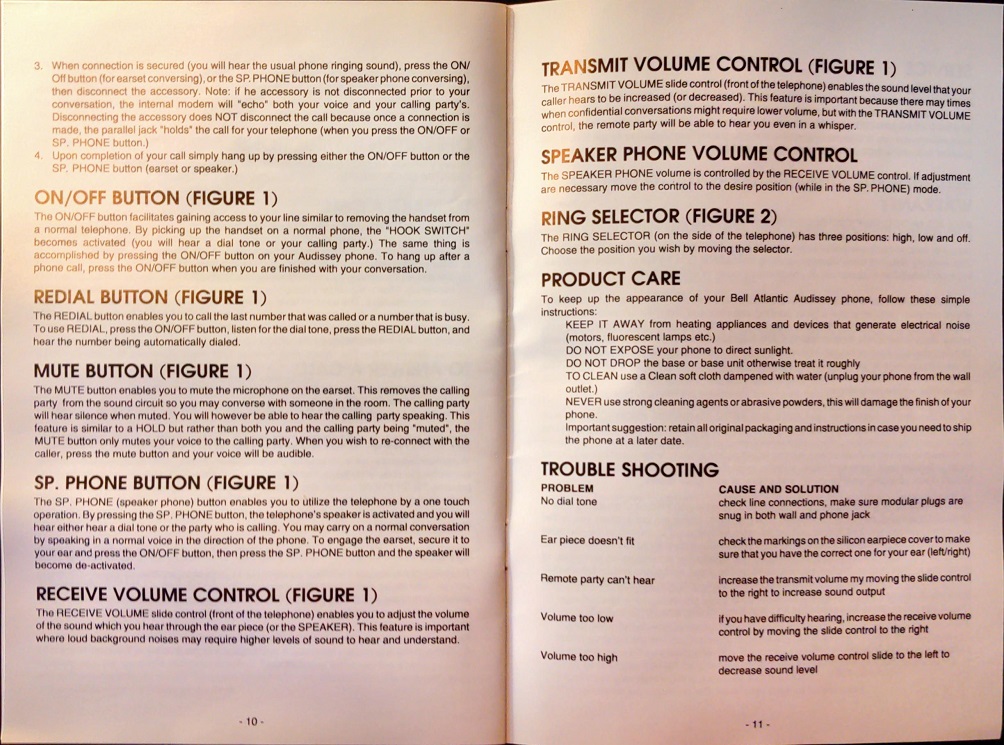 3. When connection is secured (you will hear the usual phone ringing sound), press the ON/
Off button (for earset conversing), or the SP. PHONE button (for speaker phone conversing),
then disconnect the accessory. Note: if he accessory is not disconnected prior to your
conversation, the internal modem will "echo" both your voice and your calling party's.
Disconnecting the accessory does NOT disconnect the call because once a connection is
made, the parallel jack "holds" the call for your telephone (when you press the ON/OFF or
SP. PHONE button.)
4. Upon completion of your call simply hang up by pressing either the ON/OFF button or the
SP. PHONE button (earset or speaker.)
ON/OFF BUTTON (FIGURE 1)
The ON/OFF button facilitates gaining access to your line similar to removing the handset from
a normal telephone. By picking up the handset on a normal phone, the "HOOK SWITCH"
becomes activated (you will hear a dial tone or your calling party.) The same thing is
accomplished by pressing the ON/OFF button on your Audissey phone. To hang up after a
phone call, press the ON/OFF button when you are finished with your conversation.
REDIAL BUTTON (FIGURE 1)
The REDIAL button enables you to call the last number that was called or a number that is busy.
To use REDIAL, press the ON/OFF button, listen for the dial tone, press the REDIAL button, and
hear the number being automatically dialed.
MUTE BUTTON (FIGURE 1)
The MUTE button enables you to mute the microphone on the earset. This removes the calling
party from the sound circuit so you may converse with someone in the room. The calling party
will hear silence when muted. You will however be able to hear the calling party speaking. This
feature is similar to a HOLD but rather than both you and the calling party being "muted", the
MUTE button only mutes your voice to the calling party. When you wish to re-connect with the
caller, press the mute button and your voice will be audible.
SP. PHONE BUTTON (FIGURE 1)
The SP. PHONE (speaker phone) button enables you to utilize the telephone by a one touch
operation. By pressing the SP. PHONE button, the telephone's speaker is activated and you will
hear either hear a dial tone or the party who is calling. You may carry on a normal conversation
by speaking in a normal voice in the direction of the phone. To engage the earset, secure it to
your ear and press the ON/OFF button, then press the SP. PHONE button and the speaker will
become de-activated.
RECEIVE VOLUME CONTROL (FIGURE 1)
The RECEIVE VOLUME slide control (front of the telephone) enables you to adjust the volume
of the sound which you hear through the ear piece (or the SPEAKER). This feature is important
where loud background noises may require higher levels of sound to hear and understand.
- 10 -
TRANSMIT VOLUME CONTROL (FIGURE 1)
The TRANSMIT VOLUME slide control (front of the telephone) enables the sound level that your
caller hears to be increased (or decreased). This feature is important because there may times
when confidential conversations might require lower volume, but with the TRANSMIT VOLUME
control, the remote party will be able to hear you even in a whisper.
SPEAKER PHONE VOLUME CONTROL
The SPEAKER PHONE volume is controlled by the RECEIVE VOLUME control. If adjustment
are necessary move the control to the desire position (while in the SP. PHONE) mode.
RING SELECTOR (FIGURE 2)
The RING SELECTOR (on the side of the telephone) has three positions: high, low and off.
Choose the position you wish by moving the selector.
PRODUCT CARE
To keep up the appearance of your Bell Atlantic Audissey phone, follow these simple
instructions:
KEEP IT AWAY from heating appliances and devices that generate electrical noise
(motors, fluorescent lamps etc.)
DO NOT EXPOSE your phone to direct sunlight.
DO NOT DROP the base or base unit otherwise treat it roughly
TO CLEAN use a Clean soft cloth dampened with water (unplug your phone from the wall
outlet.)
NEVER use strong cleaning agents or abrasive powders, this will damage the finish of your
phone.
Important suggestion: retain all original packaging and instructions in case you need to ship
the phone at a later date.
TROUBLE SHOOTING
PROBLEM CAUSE AND SOLUTION
No dial tone check line connections, make sure modular plugs are
snug in both wall and phone jack
Ear piece doesn't fit check the markings on the silicon earpiece cover to make
sure that you have the correct one for your ear (left/right)
Remote party can't hear increase the transmit volume my moving the slide control
to the right to increase sound output
Volume too low if you have difficulty hearing, increase the receive volume
control by moving the slide control to the right
Volume too high move the receive volume control slide to the left to
decrease sound level
- 11 -